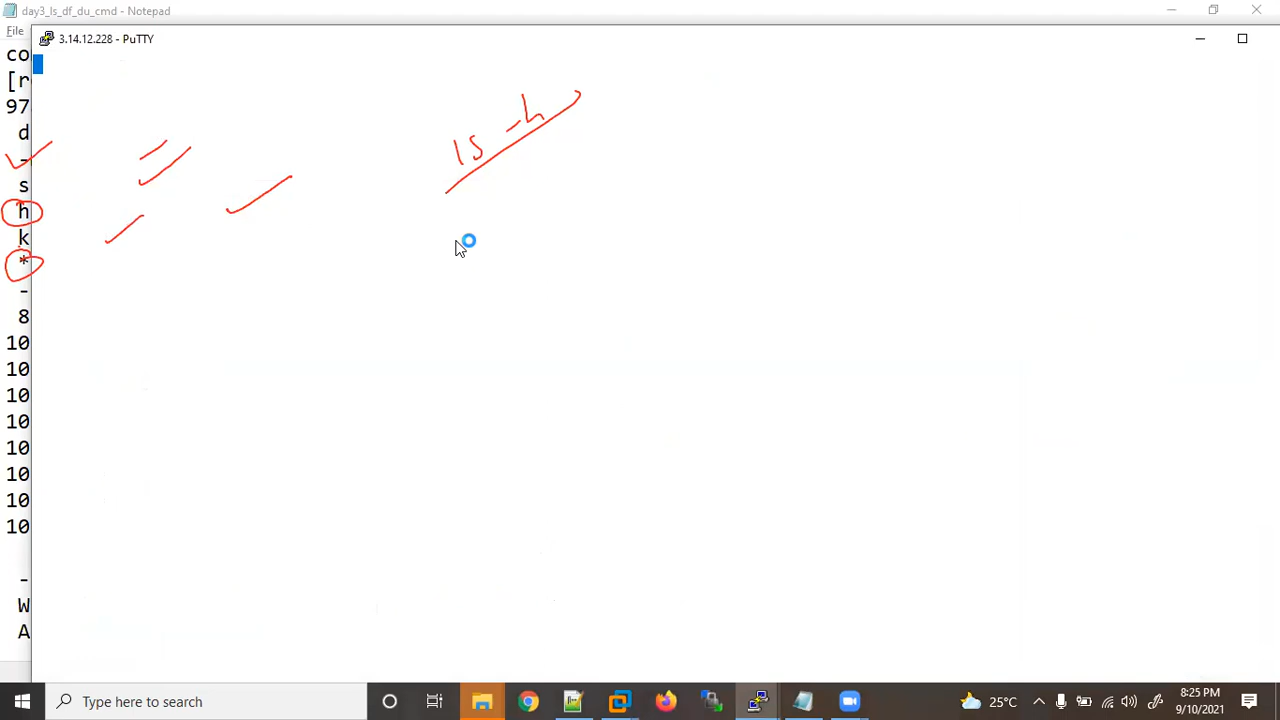 day3_ls_df_du_cmd - Notepad
File
3.14.12.228 - PuTTY
co
[r
97
d
-
s
h
k
*
-
8
10
10
10
10
10
10
10
10
-
W
A
ls -h
Type here to search
25°C
8:25 PM
9/10/2021